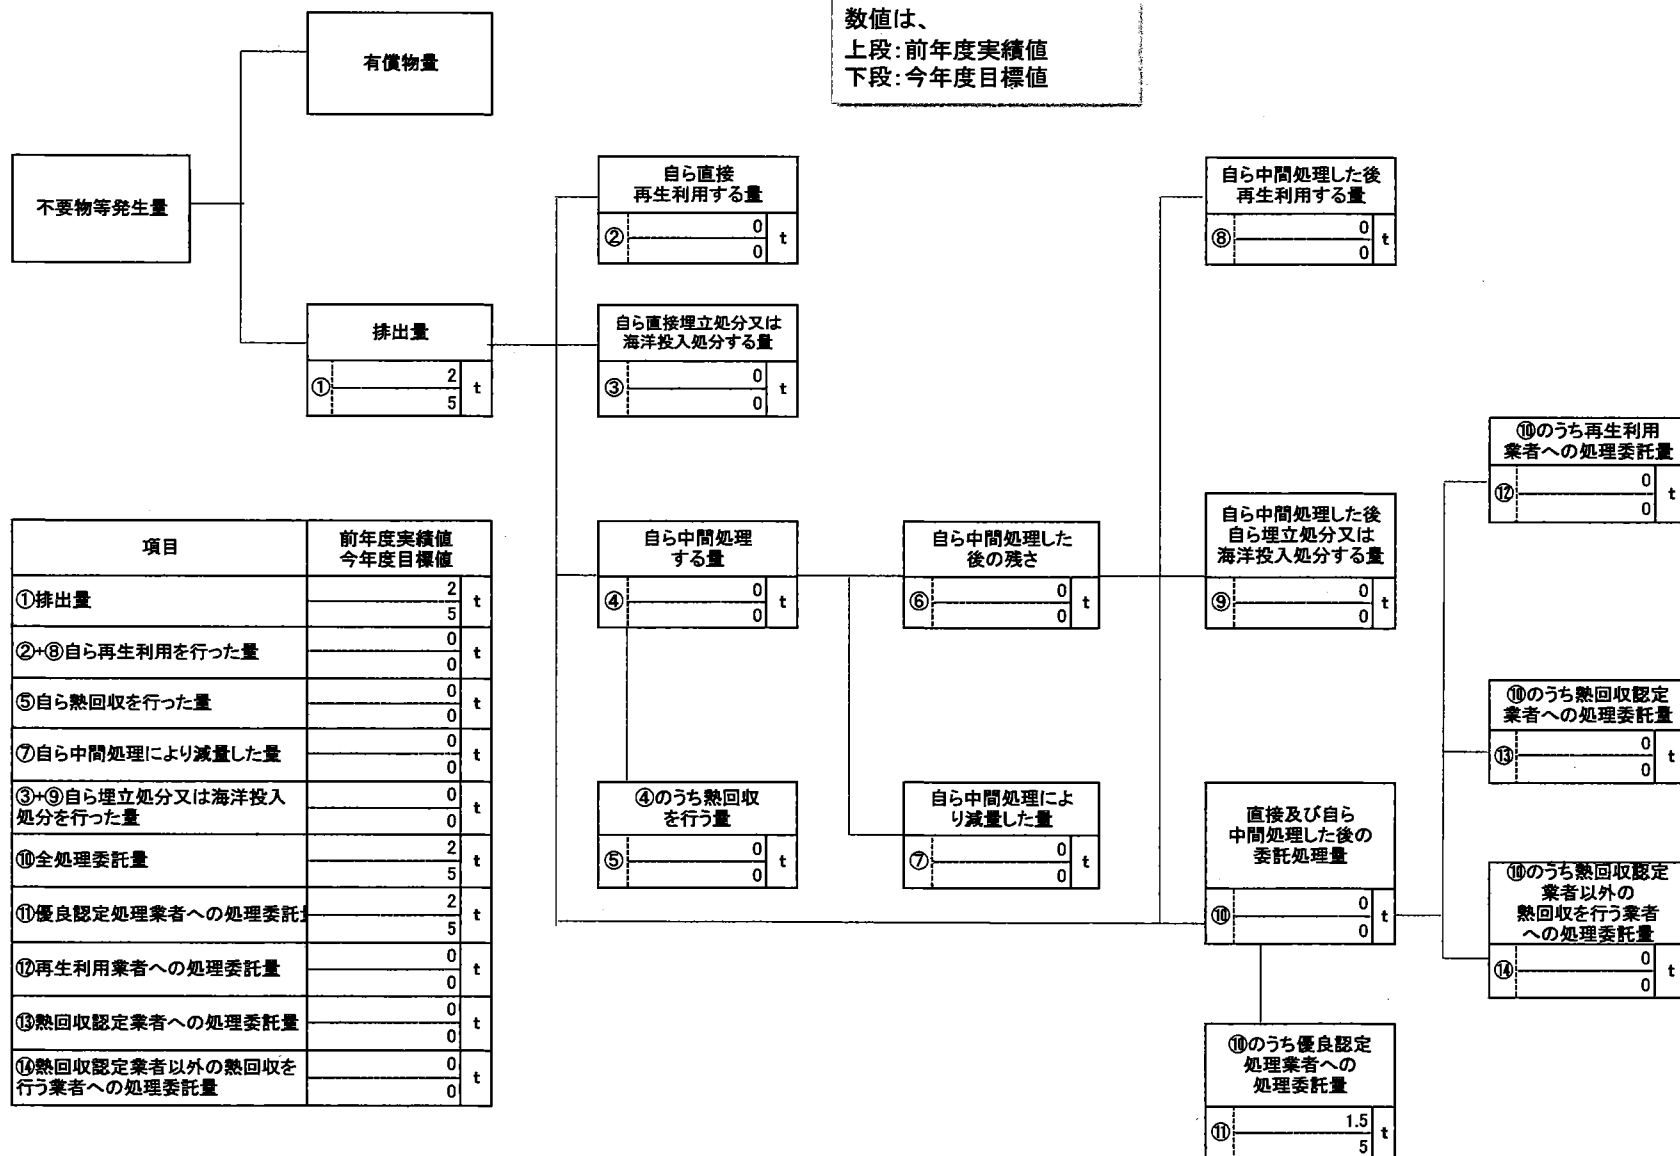 数値は、
上段：前年度実績値
下段：今年度目標値
有償物量
不要物等発生量
排出量
①
2
5
t
自ら直接
再生利用する量
②
0
0
t
自ら直接埋立処分又は
海洋投入処分する量
③
0
0
t
自ら中間処理
する量
④
0
0
t
④のうち熱回収
を行う量
⑤
0
0
t
自ら中間処理した
後の残さ
⑥
0
0
t
自ら中間処理によ
り減量した量
⑦
0
0
t
自ら中間処理した後
再生利用する量
⑧
0
0
t
自ら中間処理した後
自ら埋立処分又は
海洋投入処分する量
⑨
0
0
t
直接及び自ら
中間処理した後の
委託処理量
⑩
0
0
t
⑩のうち優良認定
処理業者への
処理委託量
⑪
1.5
5
t
⑩のうち再生利用
業者への処理委託量
⑫
0
0
t
⑩のうち熱回収認定
業者への処理委託量
⑬
0
0
t
⑩のうち熱回収認定
業者以外の
熱回収を行う業者
への処理委託量
⑭
0
0
t
項目
前年度実績値
今年度目標値
①排出量
2
5
t
②+⑧自ら再生利用を行った量
0
0
t
⑤自ら熱回収を行った量
0
0
t
⑦自ら中間処理により減量した量
0
0
t
③+⑨自ら埋立処分又は海洋投入
処分を行った量
0
0
t
⑩全処理委託量
2
5
t
⑪優良認定処理業者への処理委託
2
5
t
⑫再生利用業者への処理委託量
0
0
t
⑬熱回収認定業者への処理委託量
0
0
t
⑭熱回収認定業者以外の熱回収を
行う業者への処理委託量
0
0
t